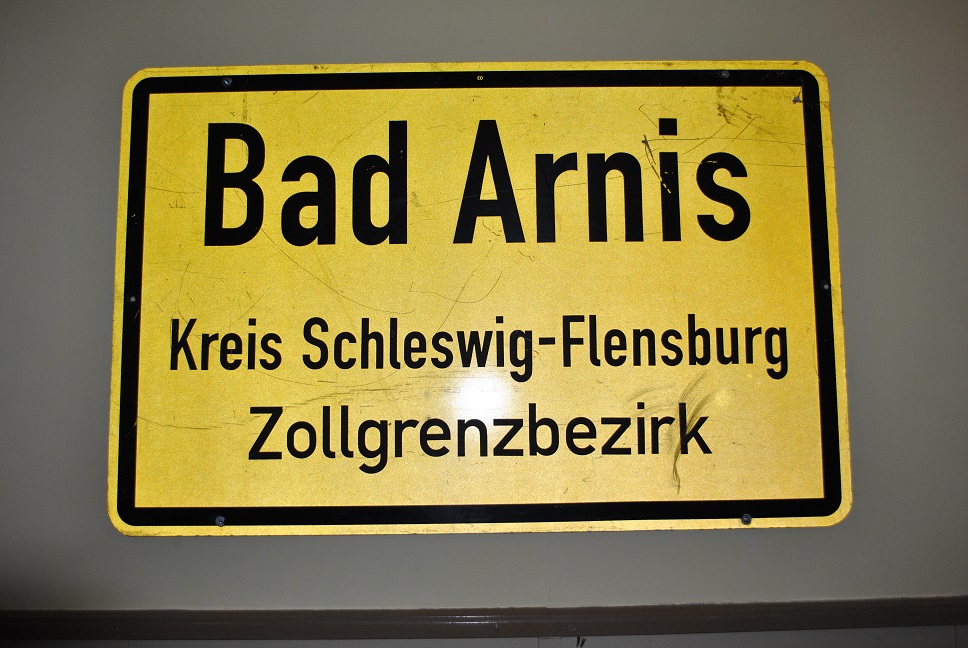 Bad Arnis
Kreis Schleswig-Flensburg
Zollgrenzbezirk